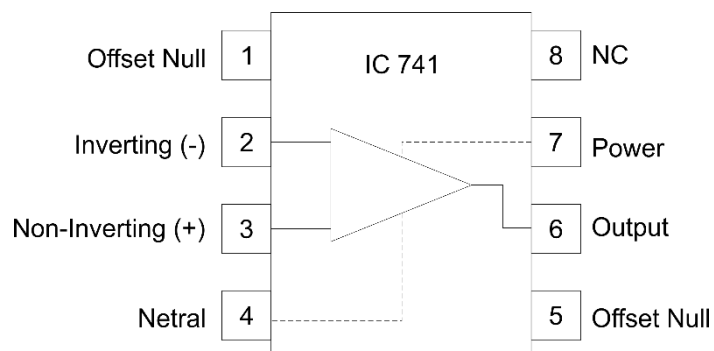 Offset Null 1
IC 741
8 NC
Inverting (-) 2
7 Power
Non-Inverting (+) 3
6 Output
Netral 4
5 Offset Null